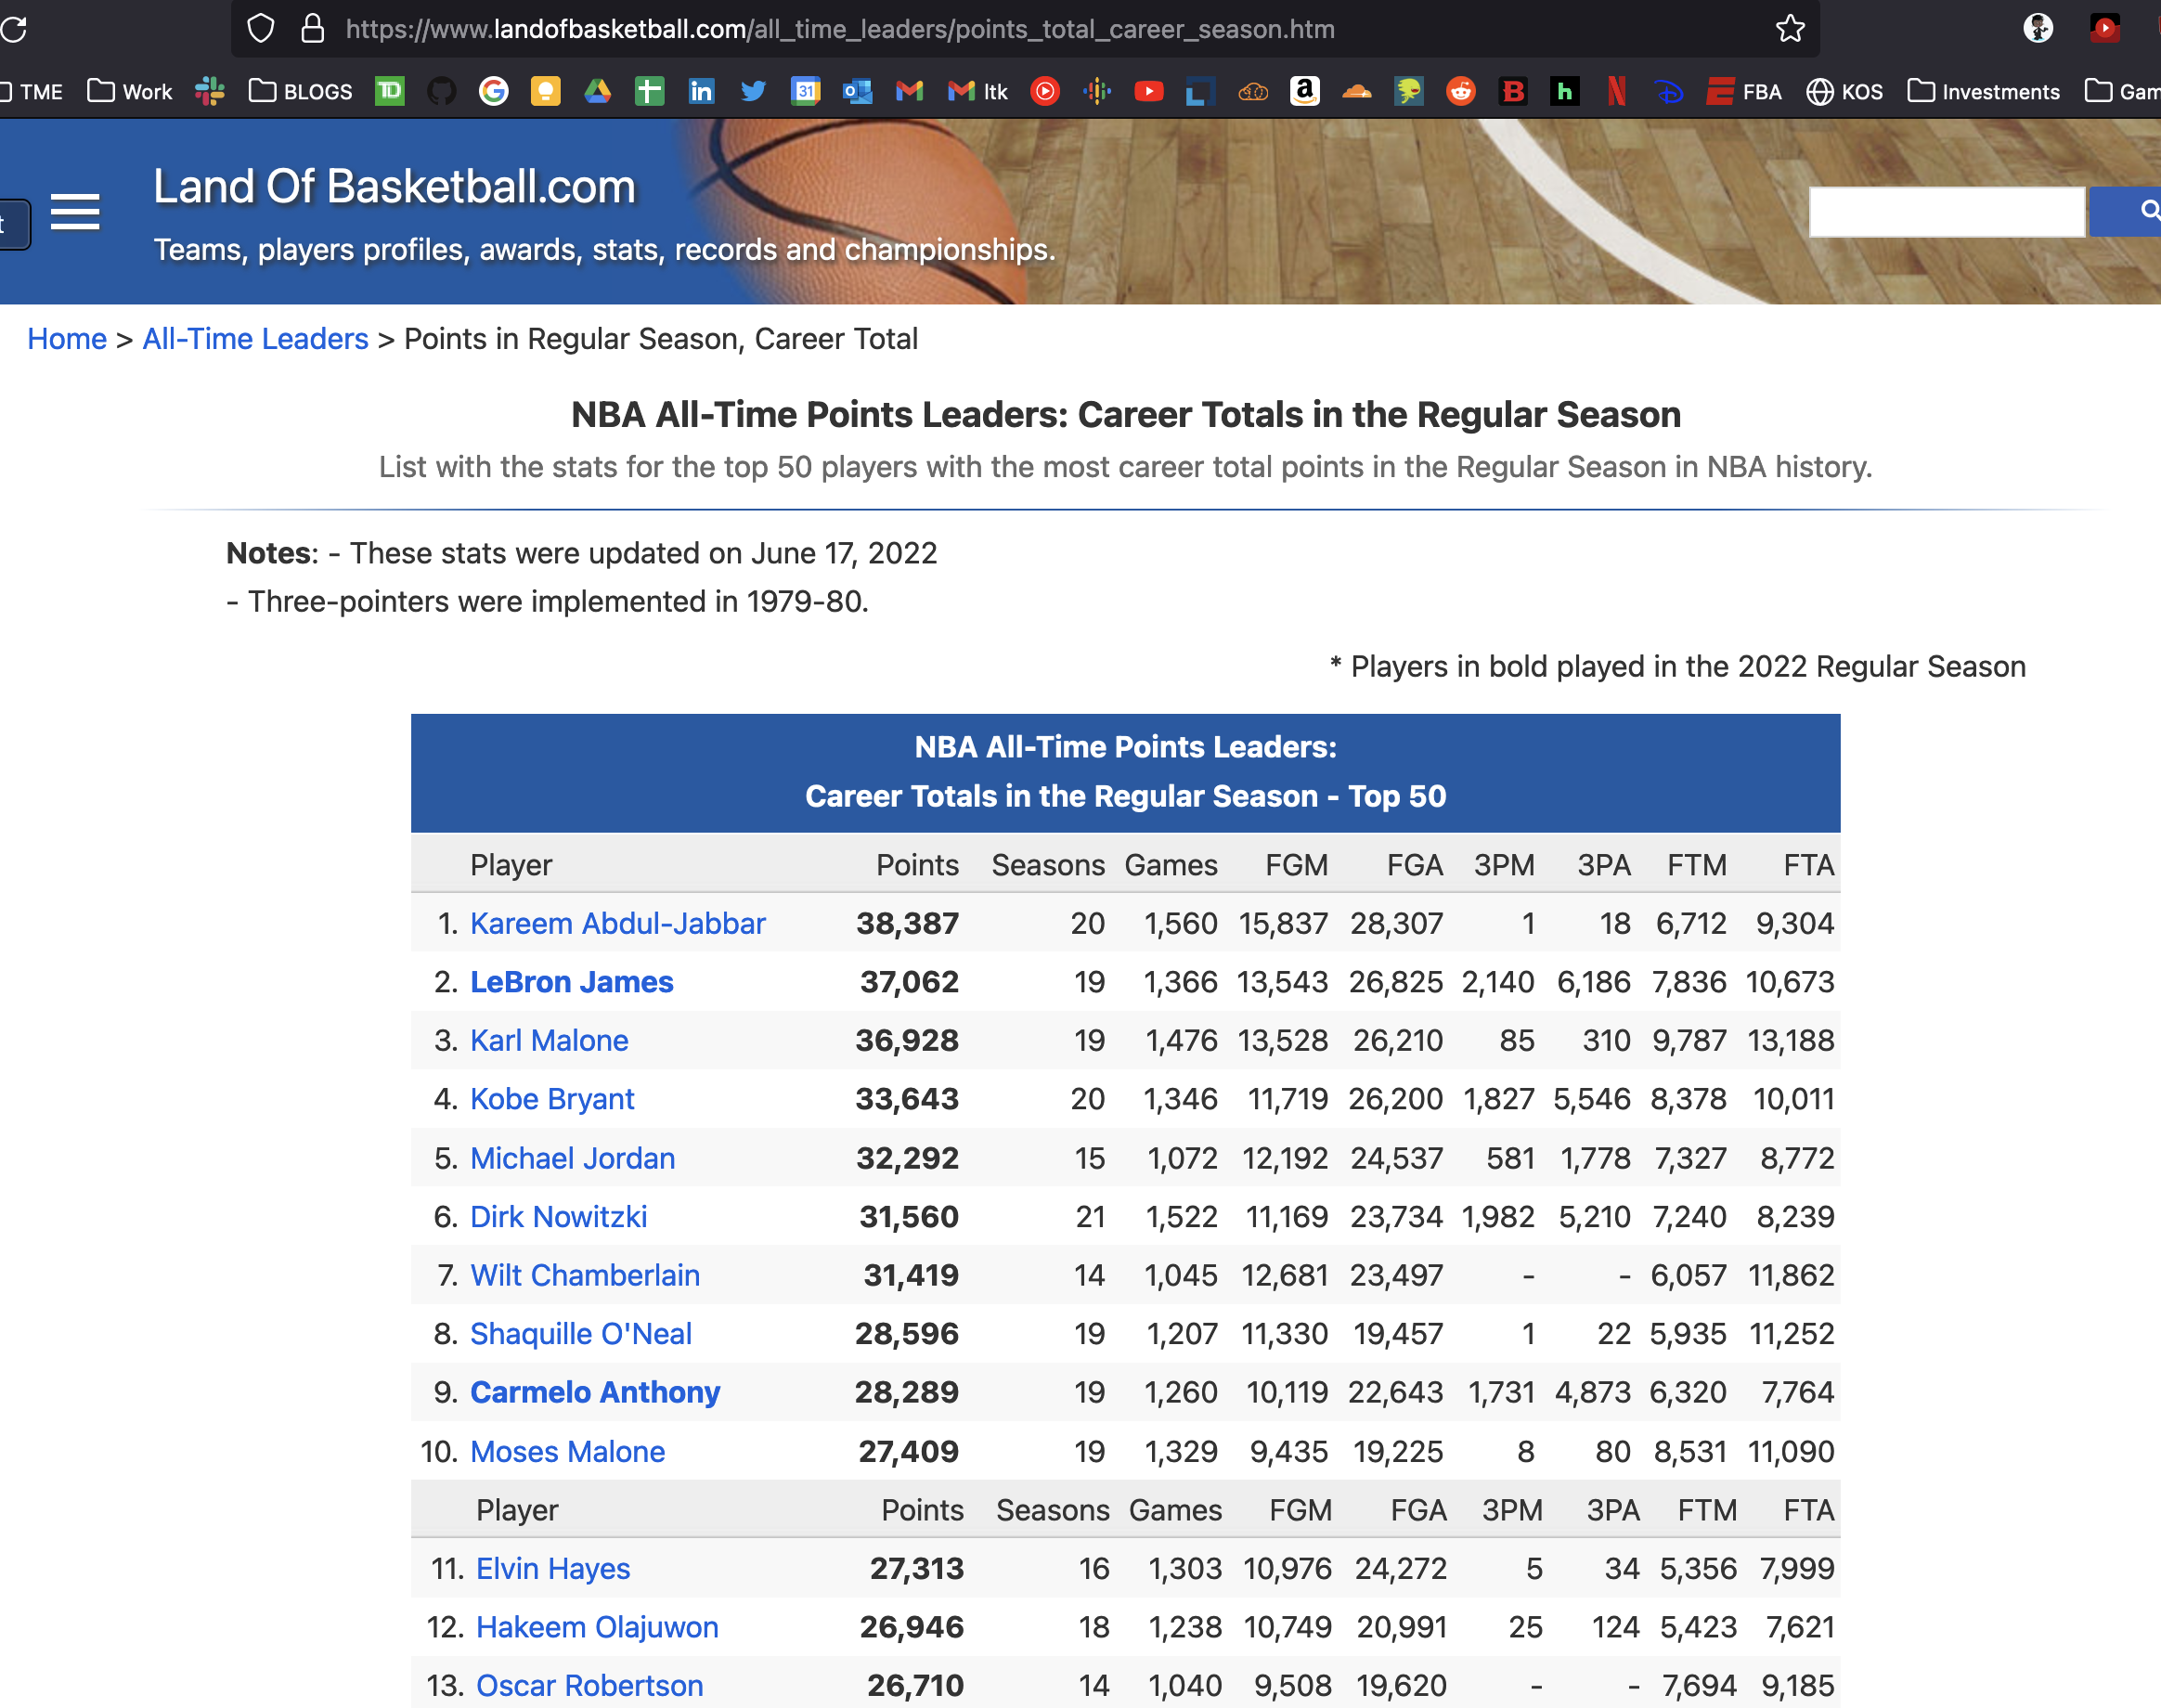 https://www.landofbasketball.com/all_time_leaders/points_total_career_season.htm
TME Work BLOGS TD 31 ltk a B h N FBA KOS Investments Gam
Land Of Basketball.com
Teams, players profiles, awards, stats, records and championships.
Home > All-Time Leaders > Points in Regular Season, Career Total
NBA All-Time Points Leaders: Career Totals in the Regular Season
List with the stats for the top 50 players with the most career total points in the Regular Season in NBA history.
Notes: - These stats were updated on June 17, 2022
- Three-pointers were implemented in 1979-80.
* Players in bold played in the 2022 Regular Season
NBA All-Time Points Leaders:
Career Totals in the Regular Season - Top 50
Player Points Seasons Games FGM FGA 3PM 3PA FTM FTA
1. Kareem Abdul-Jabbar 38,387 20 1,560 15,837 28,307 1 18 6,712 9,304
2. LeBron James 37,062 19 1,366 13,543 26,825 2,140 6,186 7,836 10,673
3. Karl Malone 36,928 19 1,476 13,528 26,210 85 310 9,787 13,188
4. Kobe Bryant 33,643 20 1,346 11,719 26,200 1,827 5,546 8,378 10,011
5. Michael Jordan 32,292 15 1,072 12,192 24,537 581 1,778 7,327 8,772
6. Dirk Nowitzki 31,560 21 1,522 11,169 23,734 1,982 5,210 7,240 8,239
7. Wilt Chamberlain 31,419 14 1,045 12,681 23,497 - - 6,057 11,862
8. Shaquille O'Neal 28,596 19 1,207 11,330 19,457 1 22 5,935 11,252
9. Carmelo Anthony 28,289 19 1,260 10,119 22,643 1,731 4,873 6,320 7,764
10. Moses Malone 27,409 19 1,329 9,435 19,225 8 80 8,531 11,090
Player Points Seasons Games FGM FGA 3PM 3PA FTM FTA
11. Elvin Hayes 27,313 16 1,303 10,976 24,272 5 34 5,356 7,999
12. Hakeem Olajuwon 26,946 18 1,238 10,749 20,991 25 124 5,423 7,621
13. Oscar Robertson 26,710 14 1,040 9,508 19,620 - - 7,694 9,185